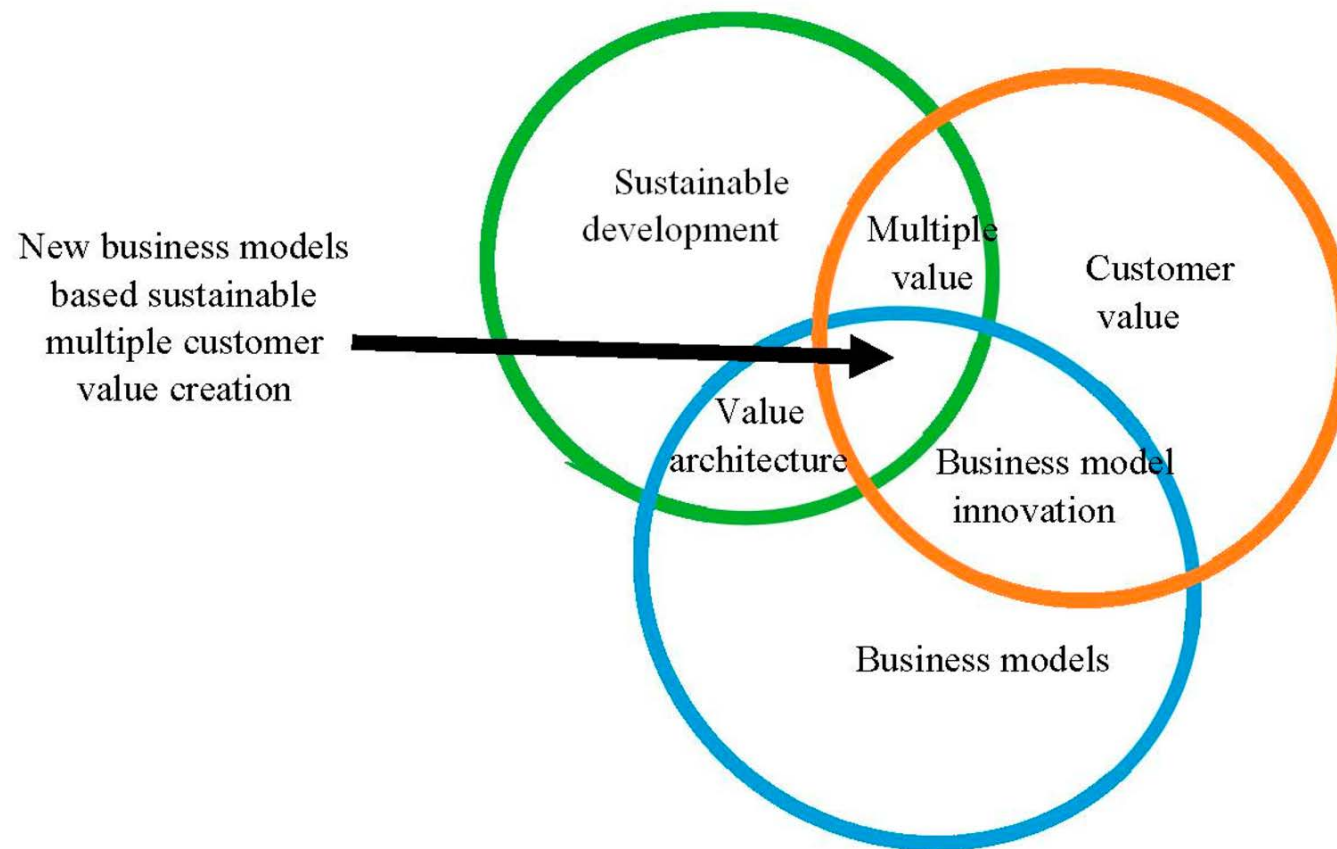 New business models
based sustainable
multiple customer
value creation
Sustainable
development
Multiple
value
Customer
value
Value
architecture
Business model
innovation
Business models